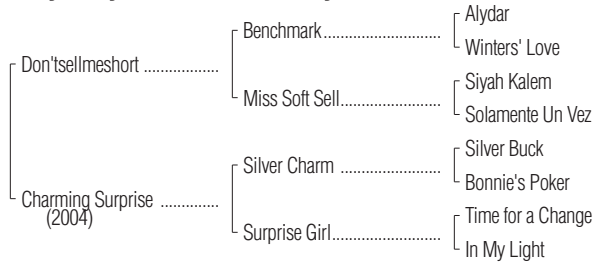 Alydar
Benchmark
Winters' Love
Don'tsellmeshort
Siyah Kalem
Miss Soft Sell
Solamente Un Vez
Silver Buck
Silver Charm
Bonnie's Poker
Charming Surprise
(2004)
Time for a Change
Surprise Girl
In My Light